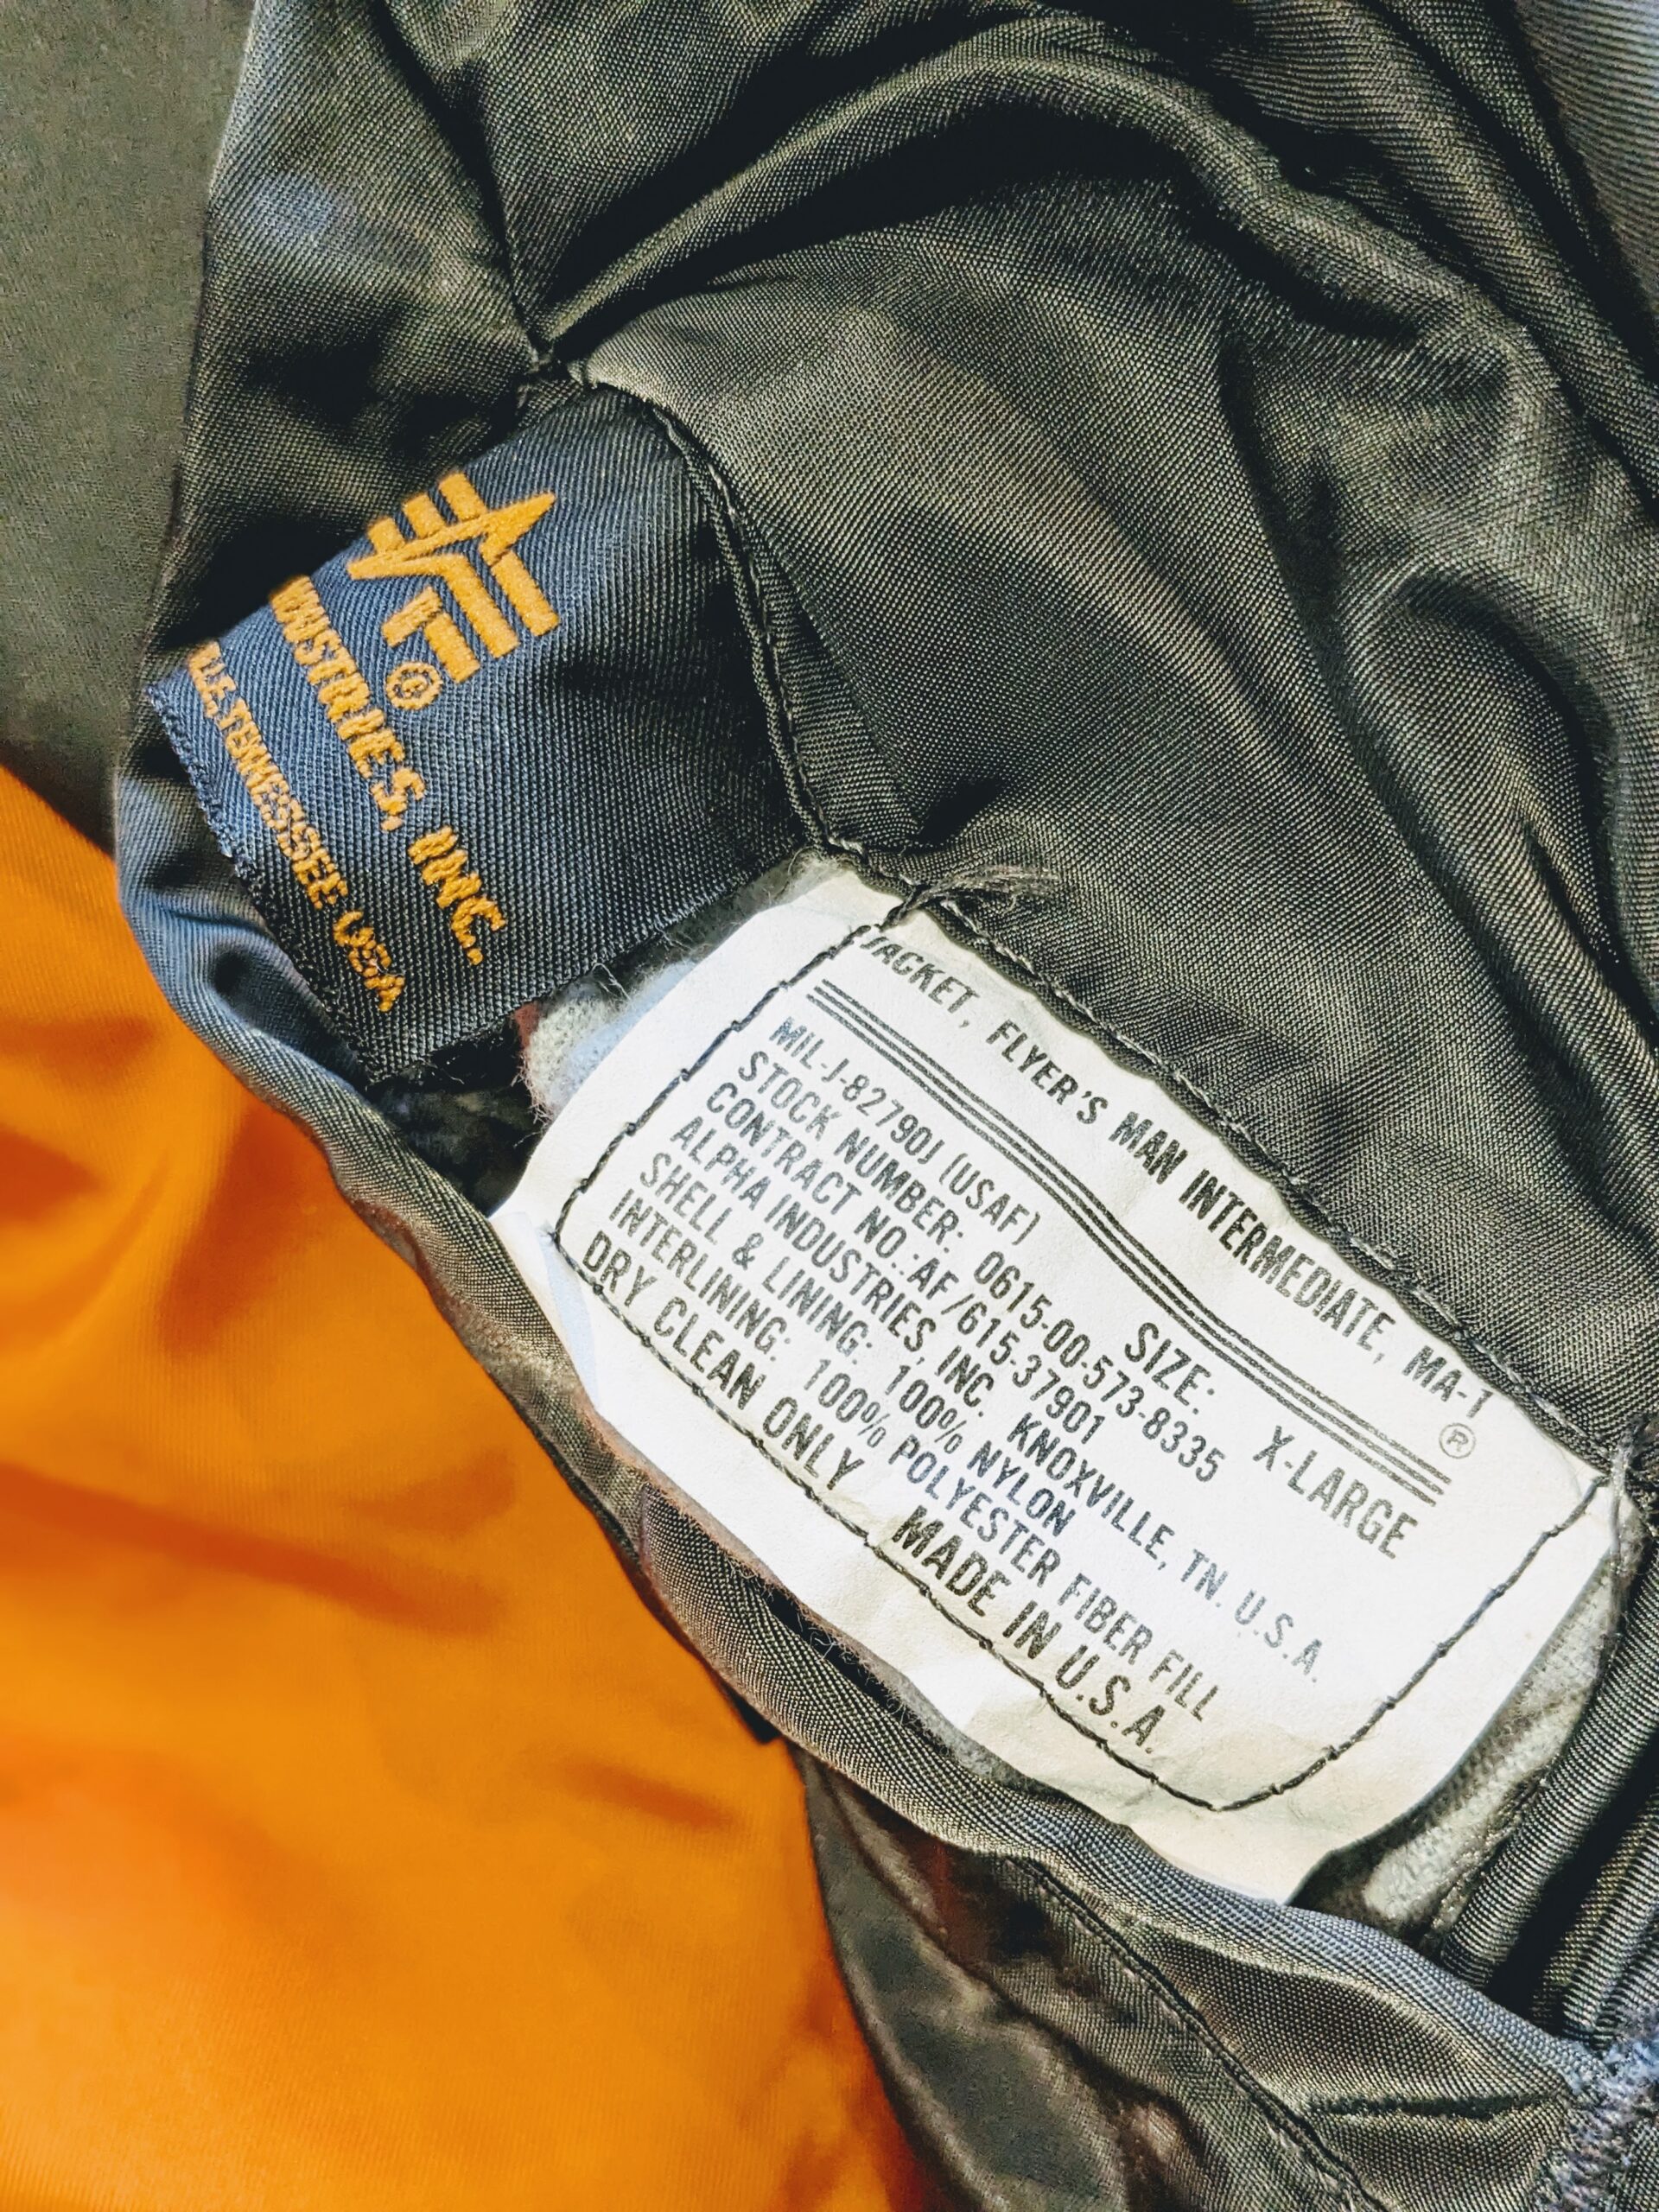 ©
INDUSTRIES, INC.
TENNESSEE USA
JACKET, FLYER'S MAN INTERMEDIATE, MA-1
®
SIZE: X-LARGE
MIL-J-82790J (USAF)
STOCK NUMBER: 0615-00-573-8335
CONTRACT NO.:AF/615-37901
ALPHA INDUSTRIES, INC. KNOXVILLE, TN. U.S.A.
SHELL & LINING: 100% NYLON
INTERLINING: 100% POLYESTER FIBER FILL
DRY CLEAN ONLY MADE IN U.S.A.